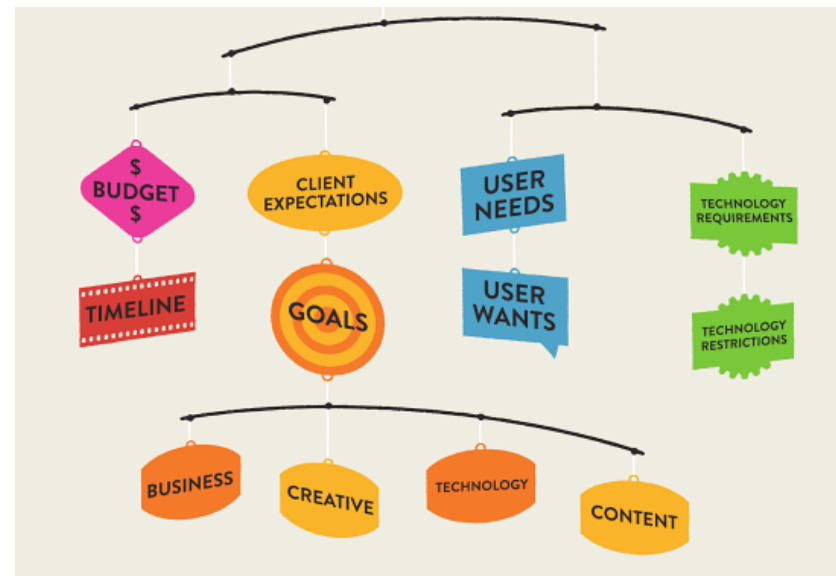 $
BUDGET
$
CLIENT
EXPECTATIONS
USER
NEEDS
TECHNOLOGY
REQUIREMENTS
TIMELINE
GOALS
USER
WANTS
TECHNOLOGY
RESTRICTIONS
BUSINESS
CREATIVE
TECHNOLOGY
CONTENT